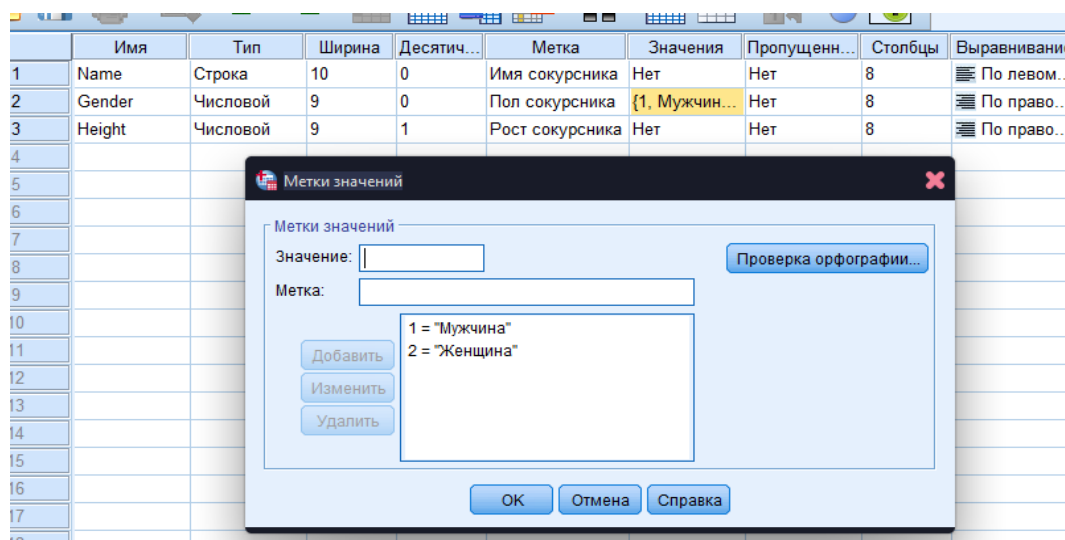 Имя Тип Ширина Десятич... Метка Значения Пропущенн... Столбцы Выравнивани
1 Name Строка 10 0 Имя сокурсника Нет Нет 8 По левом...
2 Gender Числовой 9 0 Пол сокурсника {1, Мужчин... Нет 8 По право...
3 Height Числовой 9 1 Рост сокурсника Нет Нет 8 По право...
4
5
6
7
8
9
10
11
12
13
14
15
16
17
Метки значений
Метки значений
Значение:
Проверка орфографии...
Метка:
1 = "Мужчина"
2 = "Женщина"
Добавить
Изменить
Удалить
OK Отмена Справка